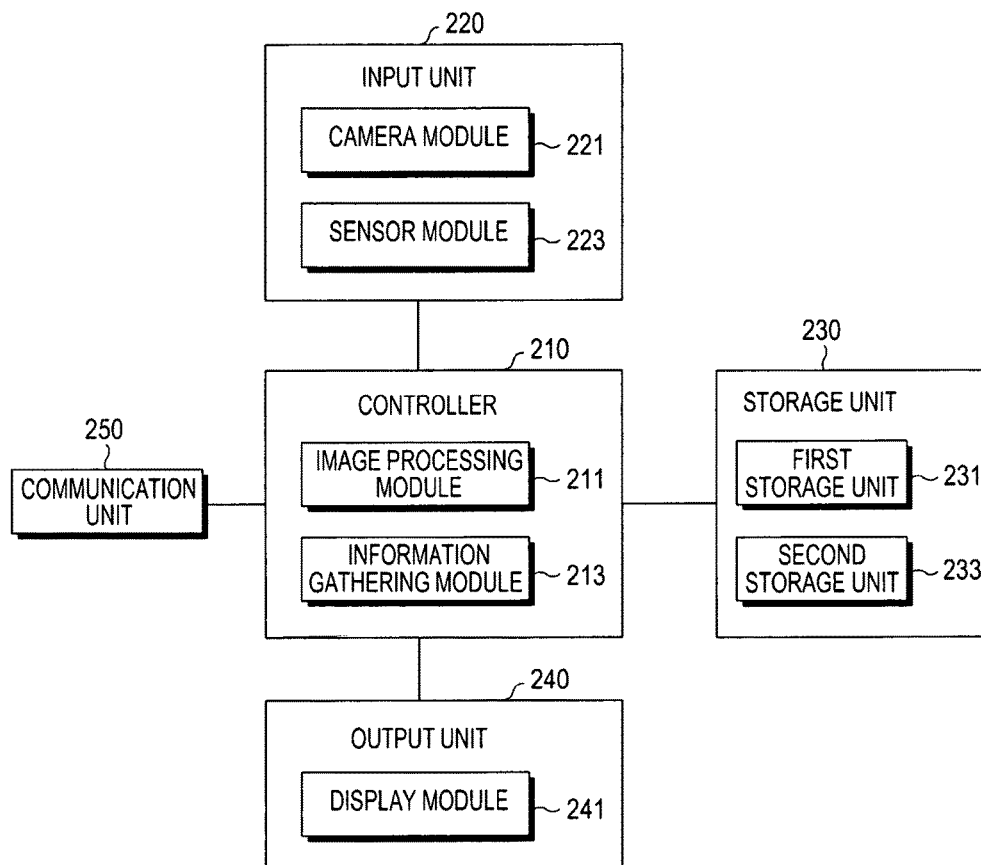 220
INPUT UNIT
CAMERA MODULE
221
SENSOR MODULE
223
210
CONTROLLER
IMAGE PROCESSING
MODULE
211
INFORMATION
GATHERING MODULE
213
250
COMMUNICATION
UNIT
230
STORAGE UNIT
FIRST
STORAGE UNIT
231
SECOND
STORAGE UNIT
233
240
OUTPUT UNIT
DISPLAY MODULE
241